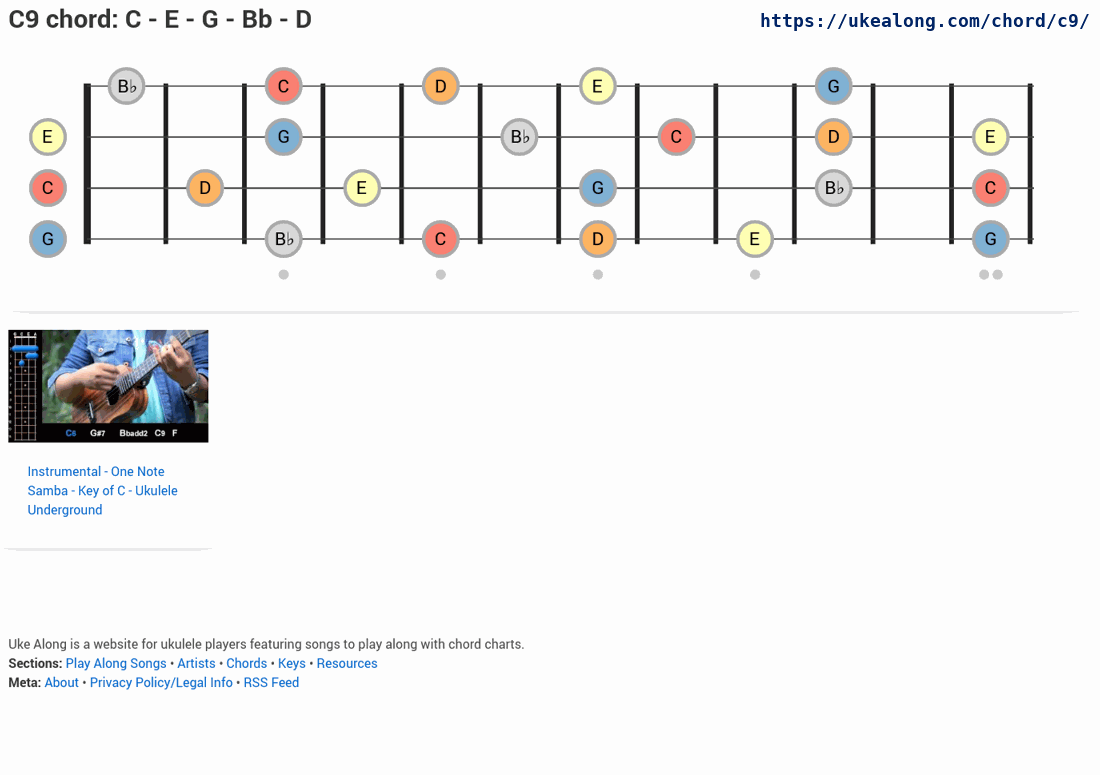 C9 chord: C - E - G - Bb - D
https://ukealong.com/chord/c9/
B♭ C D E G
E G B♭ C D E
C D E G B♭ C
G B♭ C D E G
C6 G#7 Bbadd2 C9 F
Instrumental - One Note
Samba - Key of C - Ukulele
Underground
Uke Along is a website for ukulele players featuring songs to play along with chord charts.
Sections: Play Along Songs • Artists • Chords • Keys • Resources
Meta: About • Privacy Policy/Legal Info • RSS Feed